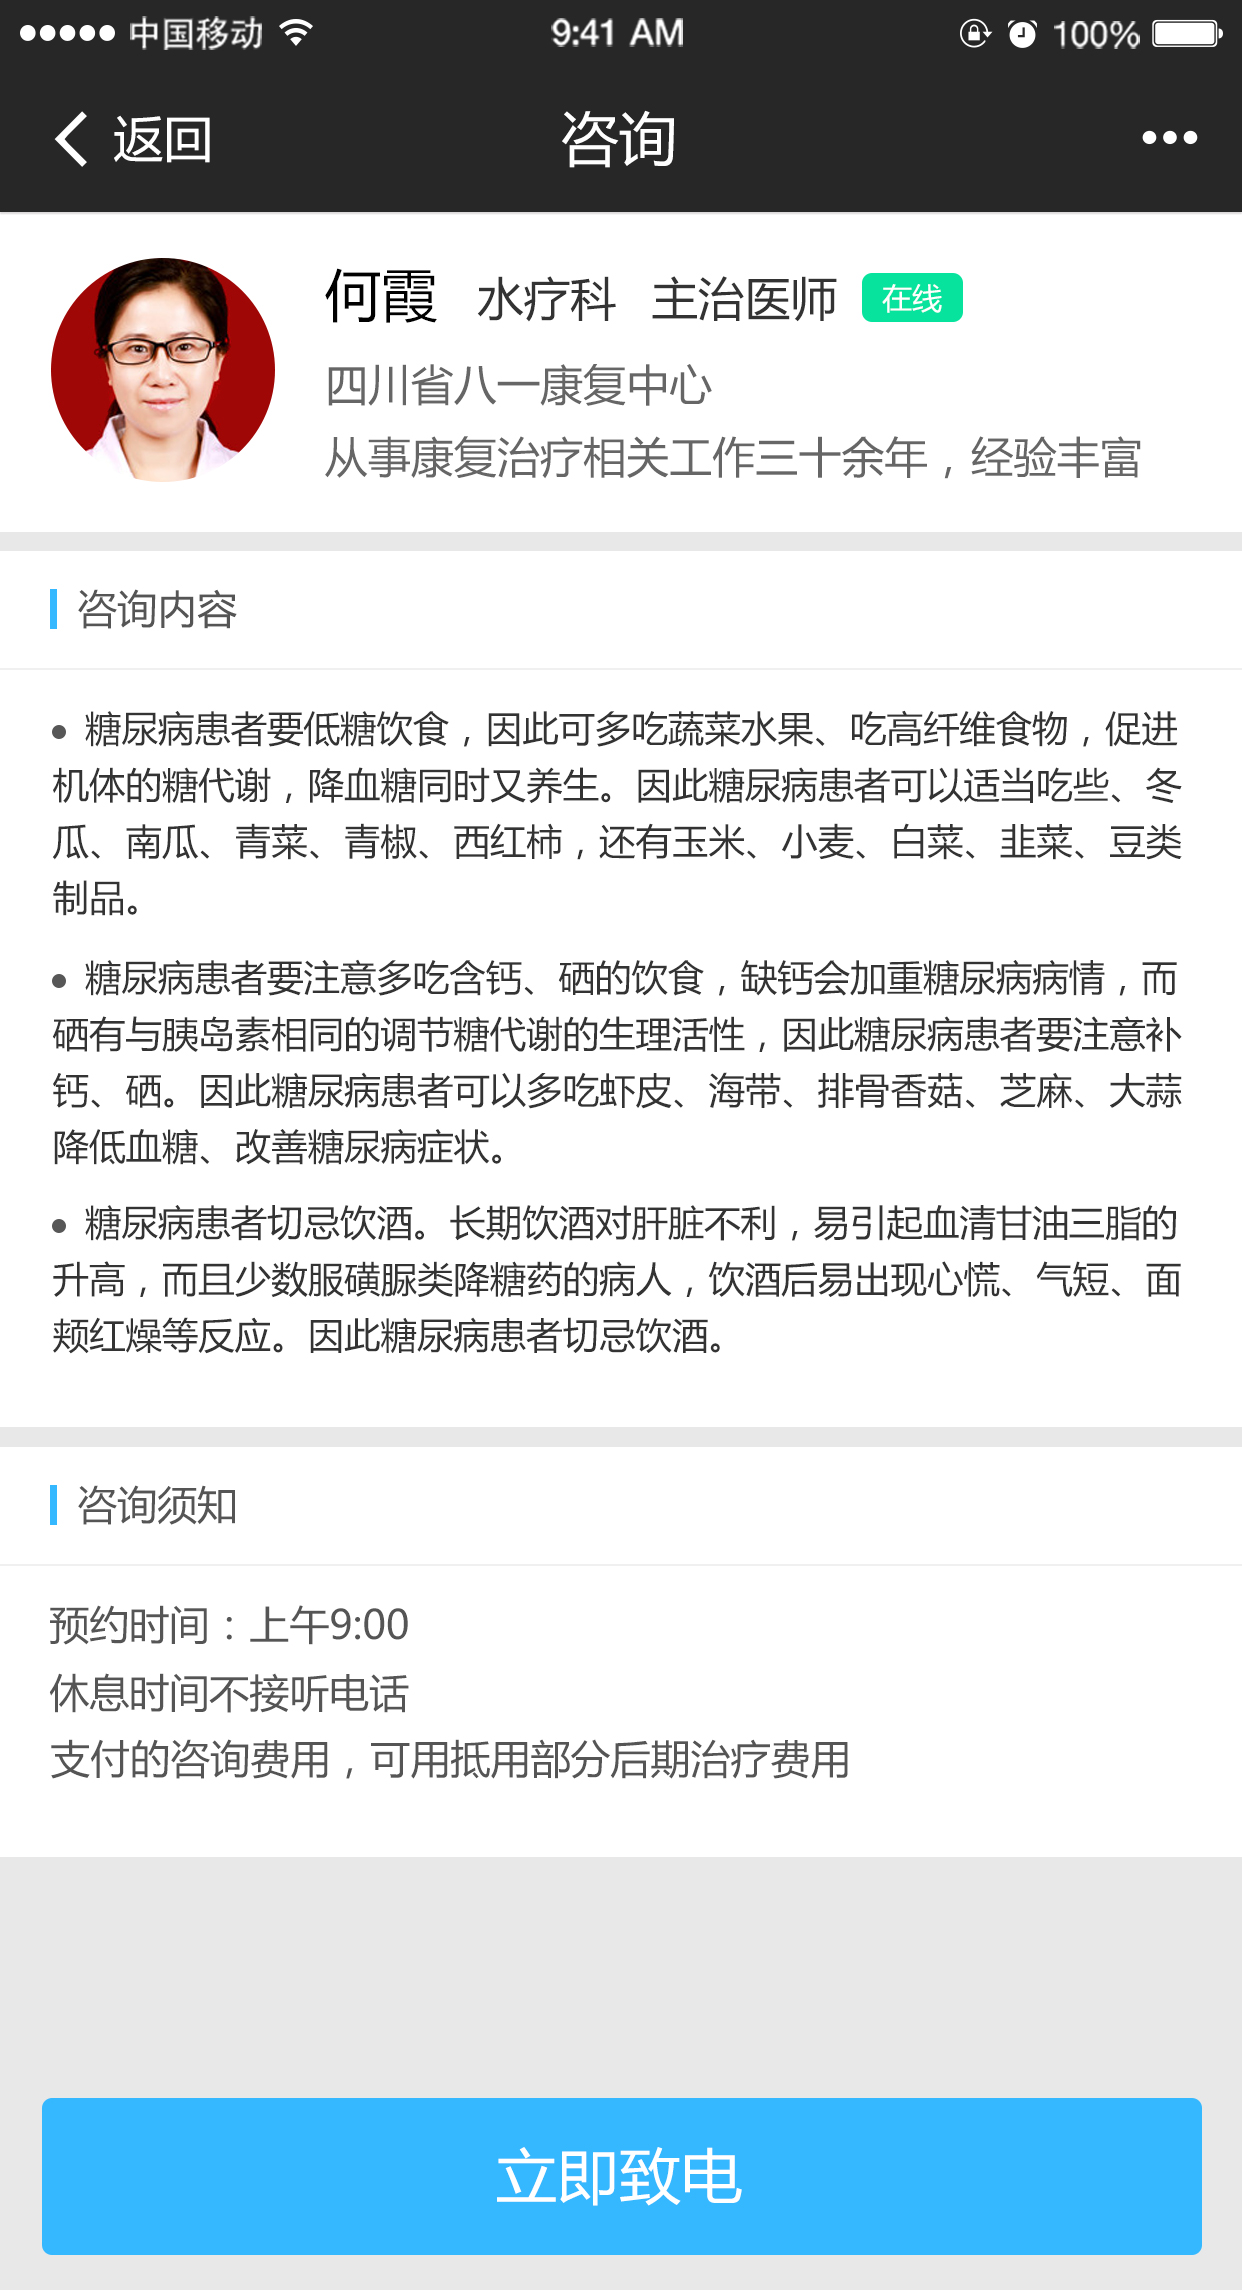 中国移动
9:41 AM
100%
返回
咨询
何霞 水疗科 主治医师 在线
四川省八一康复中心
从事康复治疗相关工作三十余年，经验丰富
咨询内容
• 糖尿病患者要低糖饮食，因此可多吃蔬菜水果、吃高纤维食物，促进
机体的糖代谢，降血糖同时又养生。因此糖尿病患者可以适当吃些、冬
瓜、南瓜、青菜、青椒、西红柿，还有玉米、小麦、白菜、韭菜、豆类
制品。
• 糖尿病患者要注意多吃含钙、硒的饮食，缺钙会加重糖尿病病情，而
硒有与胰岛素相同的调节糖代谢的生理活性，因此糖尿病患者要注意补
钙、硒。因此糖尿病患者可以多吃虾皮、海带、排骨香菇、芝麻、大蒜
降低血糖、改善糖尿病症状。
• 糖尿病患者切忌饮酒。长期饮酒对肝脏不利，易引起血清甘油三脂的
升高，而且少数服磺脲类降糖药的病人，饮酒后易出现心慌、气短、面
颊红燥等反应。因此糖尿病患者切忌饮酒。
咨询须知
预约时间：上午9:00
休息时间不接听电话
支付的咨询费用，可用抵用部分后期治疗费用
立即致电